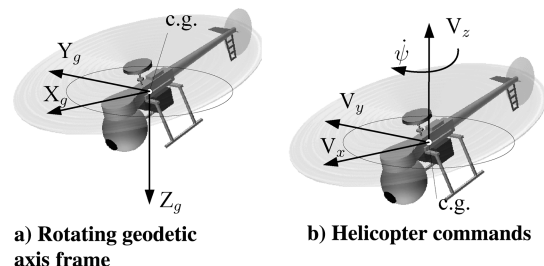 c.g.
Y_g
X_g
Z_g
a) Rotating geodetic
axis frame
V_z
ψ̇
V_y
V_x
c.g.
b) Helicopter commands